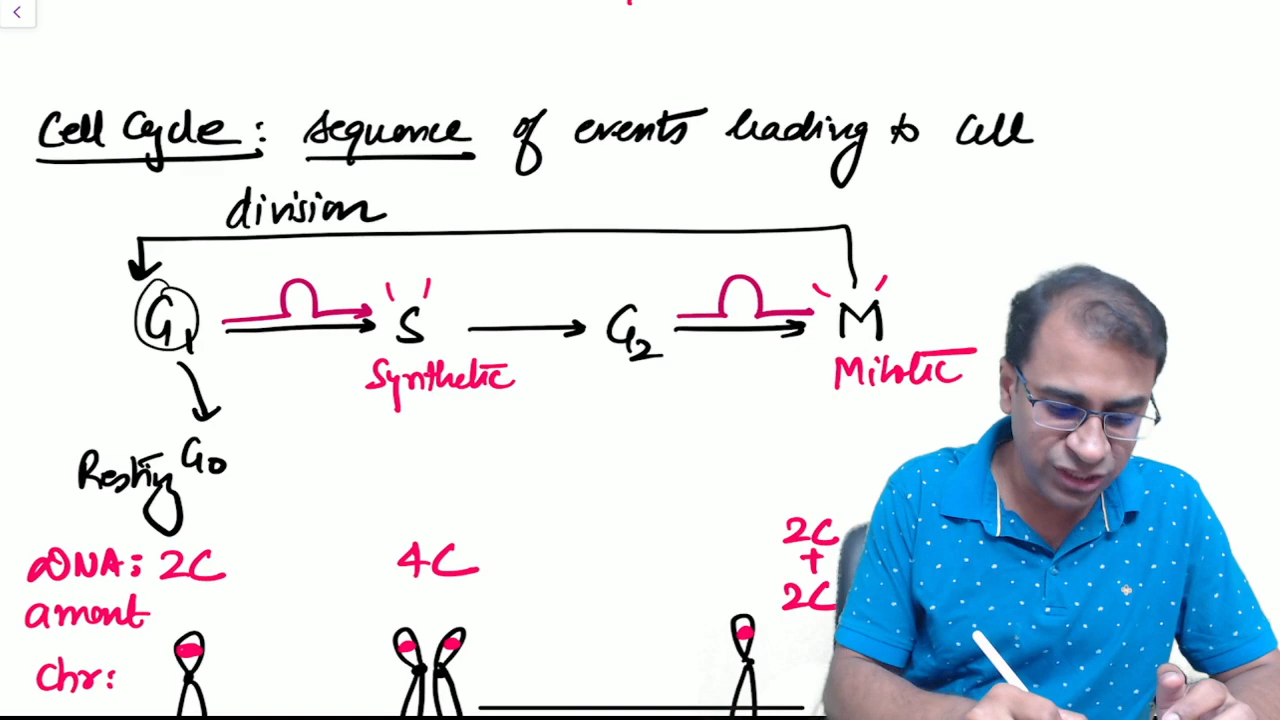 Cell Cycle: sequence of events leading to Cell
division
G1 S G2 M
Synthetic Mitotic
Resting G0
DNA: 2C 4C 2C + 2C
amont
Chr: